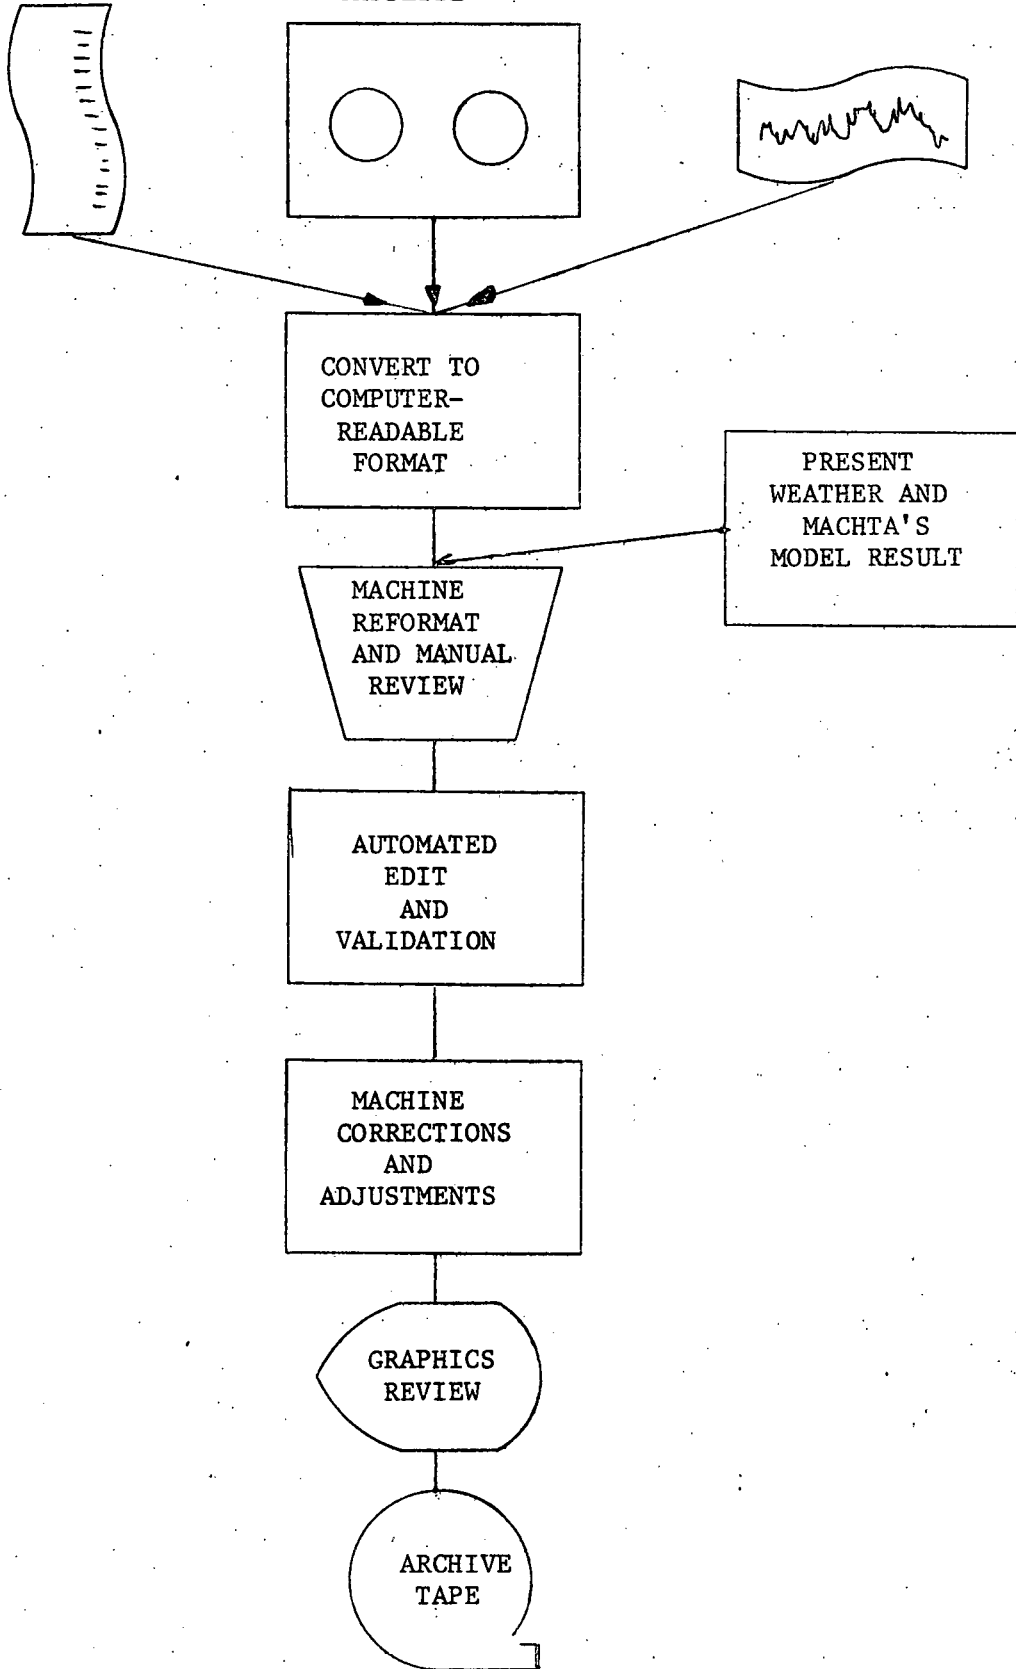 CONVERT TO
COMPUTER-
READABLE
FORMAT
PRESENT
WEATHER AND
MACHTA'S
MODEL RESULT
MACHINE
REFORMAT
AND MANUAL
REVIEW
AUTOMATED
EDIT
AND
VALIDATION
MACHINE
CORRECTIONS
AND
ADJUSTMENTS
GRAPHICS
REVIEW
ARCHIVE
TAPE